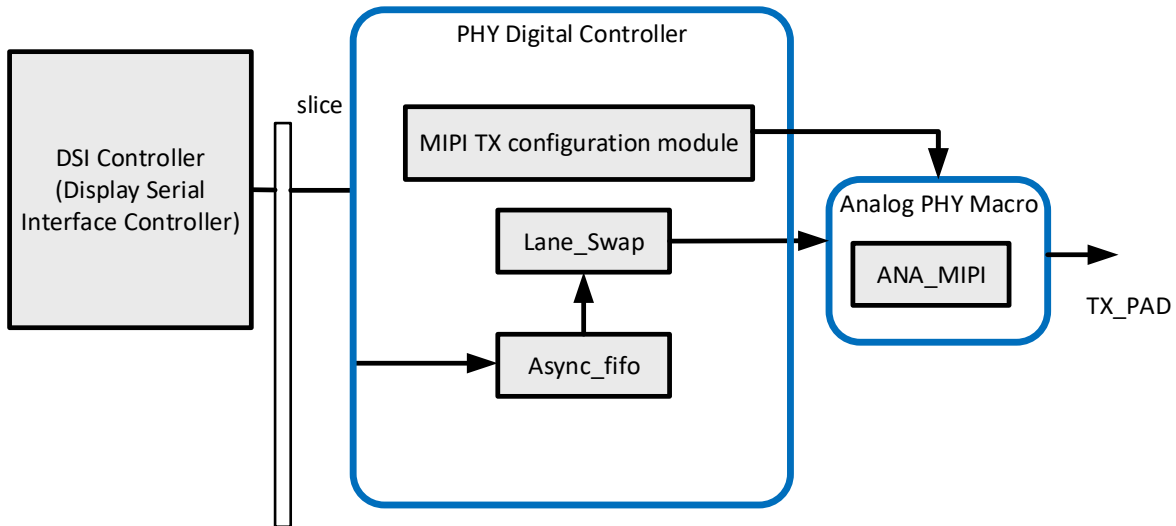 PHY Digital Controller
slice
MIPI TX configuration module
DSI Controller
(Display Serial
Interface Controller)
Analog PHY Macro
Lane_Swap
ANA_MIPI
TX_PAD
Async_fifo